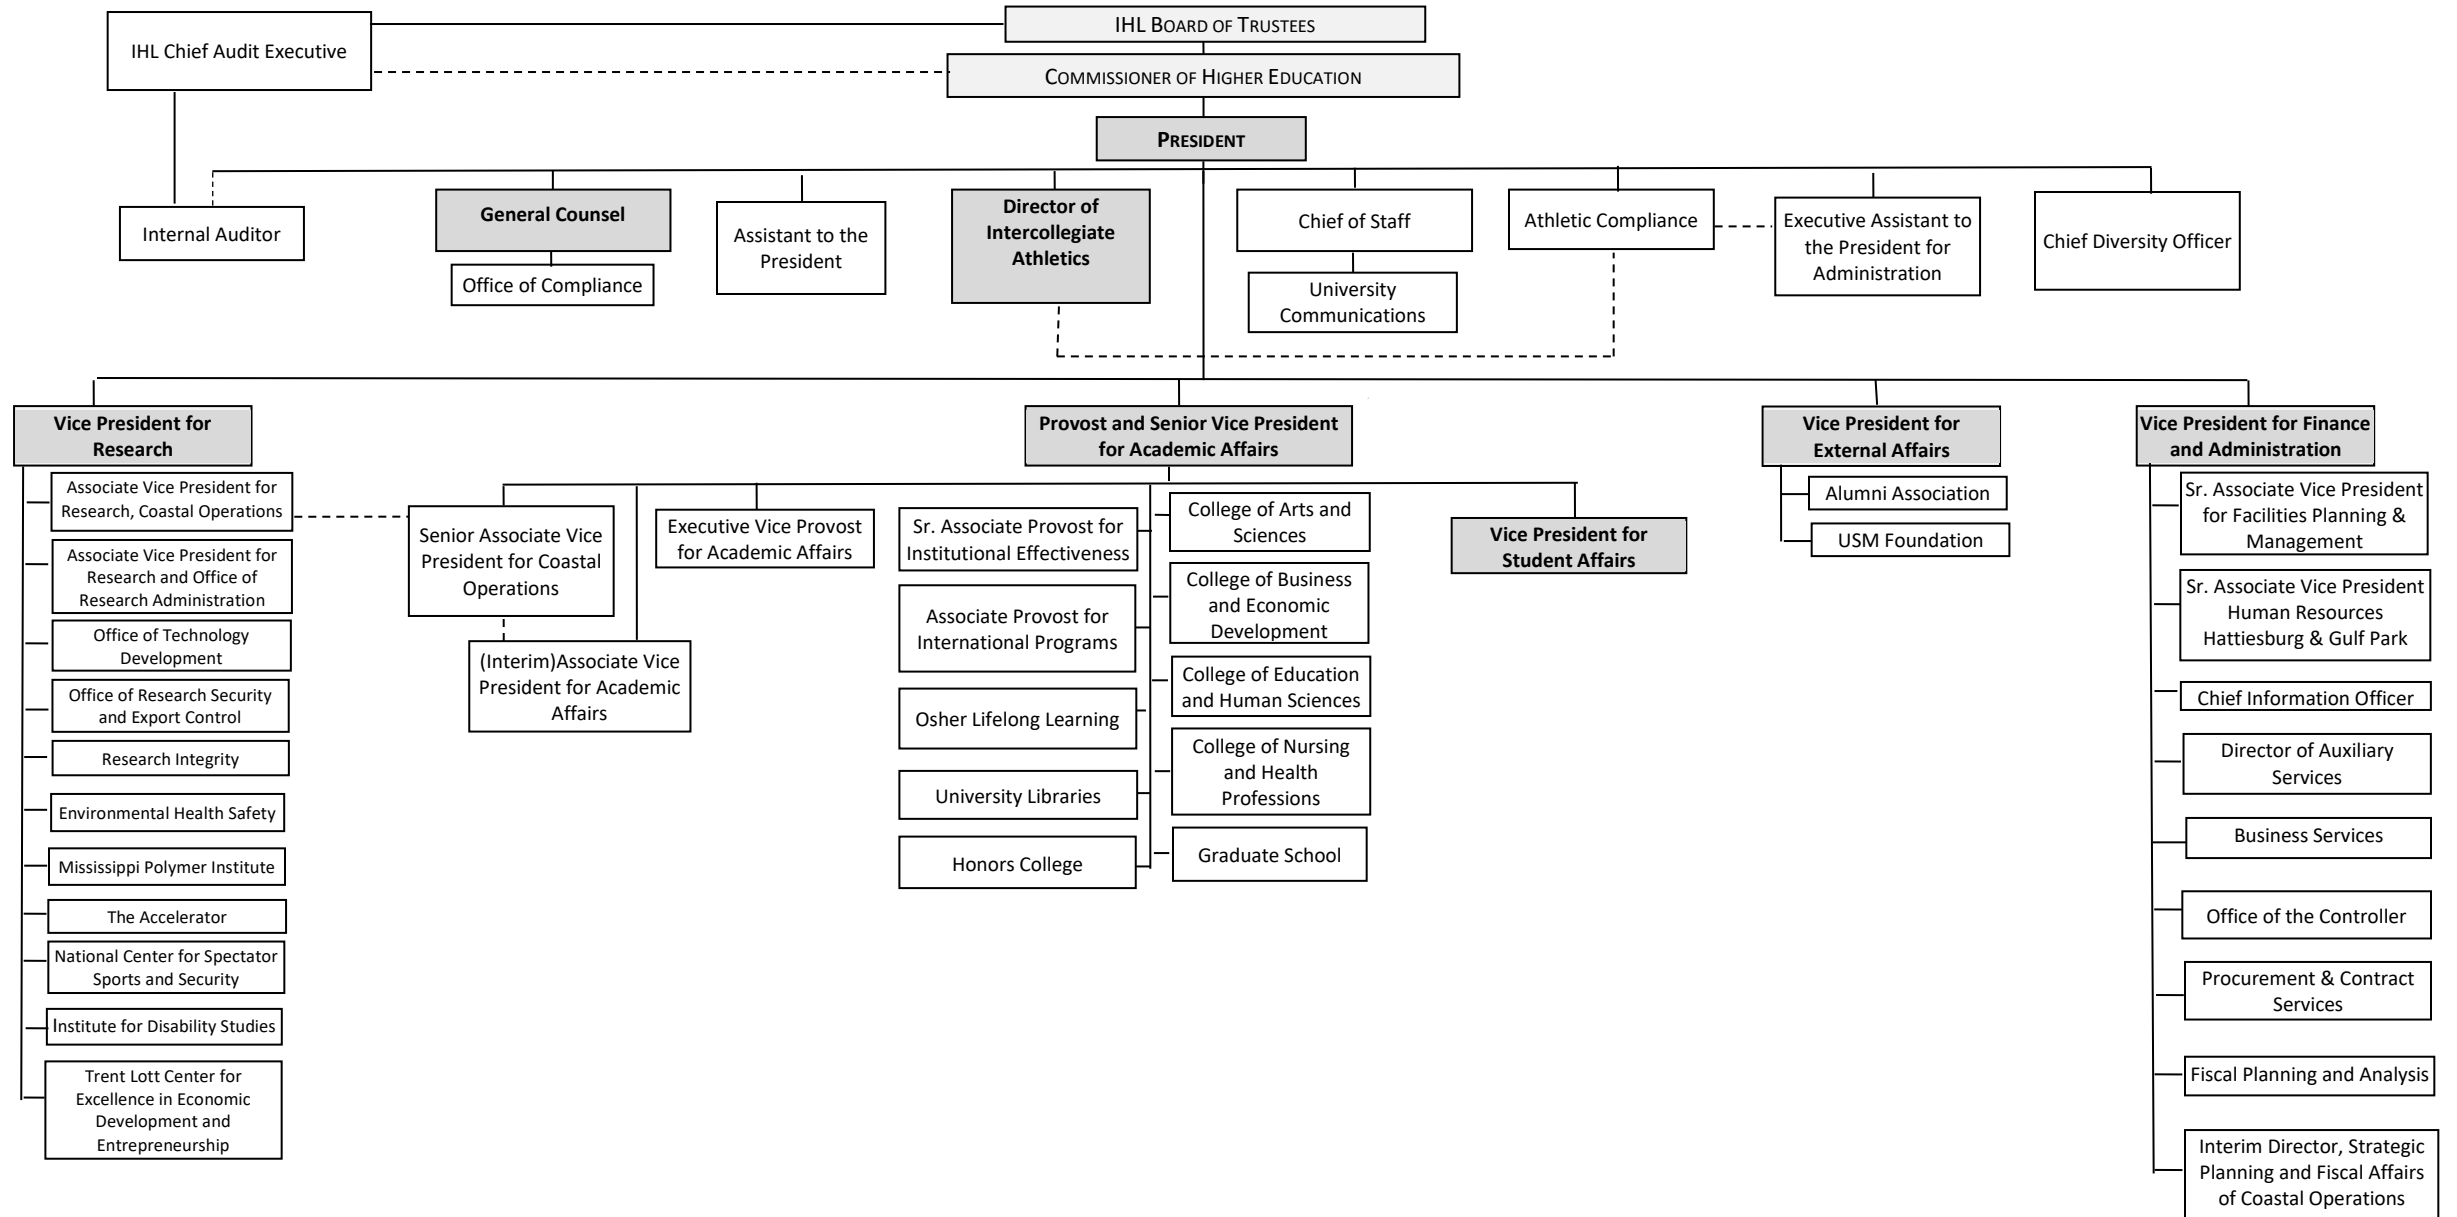 IHL Chief Audit Executive
IHL BOARD OF TRUSTEES
COMMISSIONER OF HIGHER EDUCATION
PRESIDENT
Internal Auditor
General Counsel
Office of Compliance
Assistant to the
President
Director of
Intercollegiate
Athletics
Chief of Staff
University
Communications
Athletic Compliance
Executive Assistant to
the President for
Administration
Chief Diversity Officer
Vice President for
Research
Associate Vice President for
Research, Coastal Operations
Associate Vice President for
Research and Office of
Research Administration
Office of Technology
Development
Office of Research Security
and Export Control
Research Integrity
Environmental Health Safety
Mississippi Polymer Institute
The Accelerator
National Center for Spectator
Sports and Security
Institute for Disability Studies
Trent Lott Center for
Excellence in Economic
Development and
Entrepreneurship
Provost and Senior Vice President
for Academic Affairs
Senior Associate Vice
President for Coastal
Operations
(Interim)Associate Vice
President for Academic
Affairs
Executive Vice Provost
for Academic Affairs
Sr. Associate Provost for
Institutional Effectiveness
Associate Provost for
International Programs
Osher Lifelong Learning
University Libraries
Honors College
College of Arts and
Sciences
College of Business
and Economic
Development
College of Education
and Human Sciences
College of Nursing
and Health
Professions
Graduate School
Vice President for
Student Affairs
Vice President for
External Affairs
Alumni Association
USM Foundation
Vice President for Finance
and Administration
Sr. Associate Vice President
for Facilities Planning &
Management
Sr. Associate Vice President
Human Resources
Hattiesburg & Gulf Park
Chief Information Officer
Director of Auxiliary
Services
Business Services
Office of the Controller
Procurement & Contract
Services
Fiscal Planning and Analysis
Interim Director, Strategic
Planning and Fiscal Affairs
of Coastal Operations